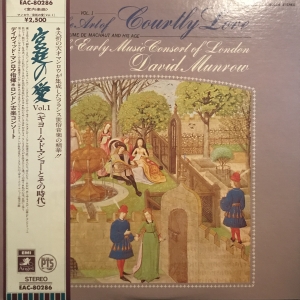 EAC-80286
¥2,500
宮廷の愛
Vol.1
〈ギョーム・ド・マショーとその時代〉
デイヴィッド・マンロウ指揮●ロンドン古楽コンソート
EMI
Angel
PTS
STEREO
EAC-80286
VOL. I
The Art of Courtly Love
GUILLAUME DE MACHAUT AND HIS AGE
Early Music Consort of London
David Munrow